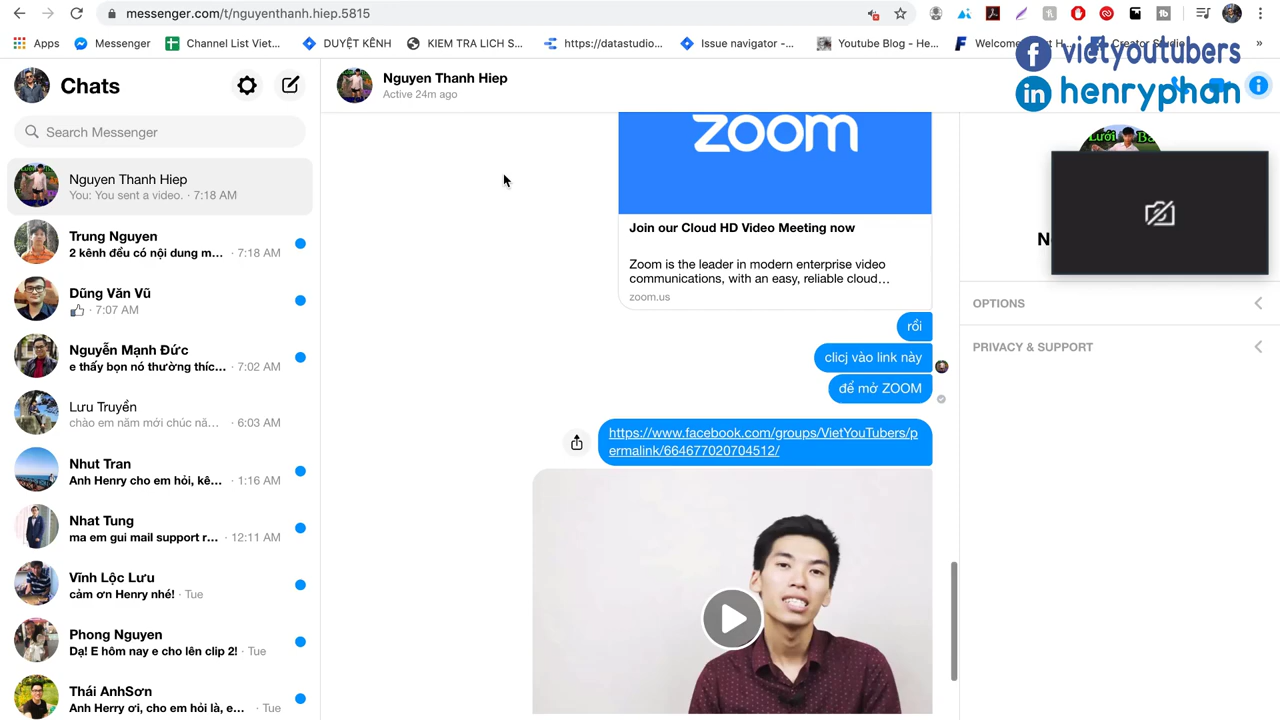 messenger.com/t/nguyenthanh.hiep.5815
Apps
Messenger
Channel List Viet...
DUYỆT KÊNH
KIEM TRA LICH S...
https://datastudio...
Issue navigator -...
Youtube Blog - He...
Welcome
Creator Studio
»
vietyoutubers
henryphan
Chats
Search Messenger
Nguyen Thanh Hiep
You: You sent a video. · 7:18 AM
Trung Nguyen
2 kênh đều có nội dung m... · 7:18 AM
Dũng Văn Vũ
· 7:07 AM
Nguyễn Mạnh Đức
e thấy bọn nó thường thíc... · 7:02 AM
Lưu Truyền
chào em năm mới chúc nă... · 6:03 AM
Nhut Tran
Anh Henry cho em hỏi, kê... · 1:16 AM
Nhat Tung
ma em gui mail support r... · 12:11 AM
Vĩnh Lộc Lưu
cảm ơn Henry nhé! · Tue
Phong Nguyen
Dạ! E hôm nay e cho lên clip 2! · Tue
Thái AnhSơn
Anh Herry ơi, cho em hỏi là, e... · Tue
Nguyen Thanh Hiep
Active 24m ago
zoom
Join our Cloud HD Video Meeting now
Zoom is the leader in modern enterprise video
communications, with an easy, reliable cloud...
zoom.us
rồi
clicj vào link này
để mở ZOOM
https://www.facebook.com/groups/VietYouTubers/p
ermalink/664677020704512/
Lưới
N
OPTIONS
PRIVACY & SUPPORT